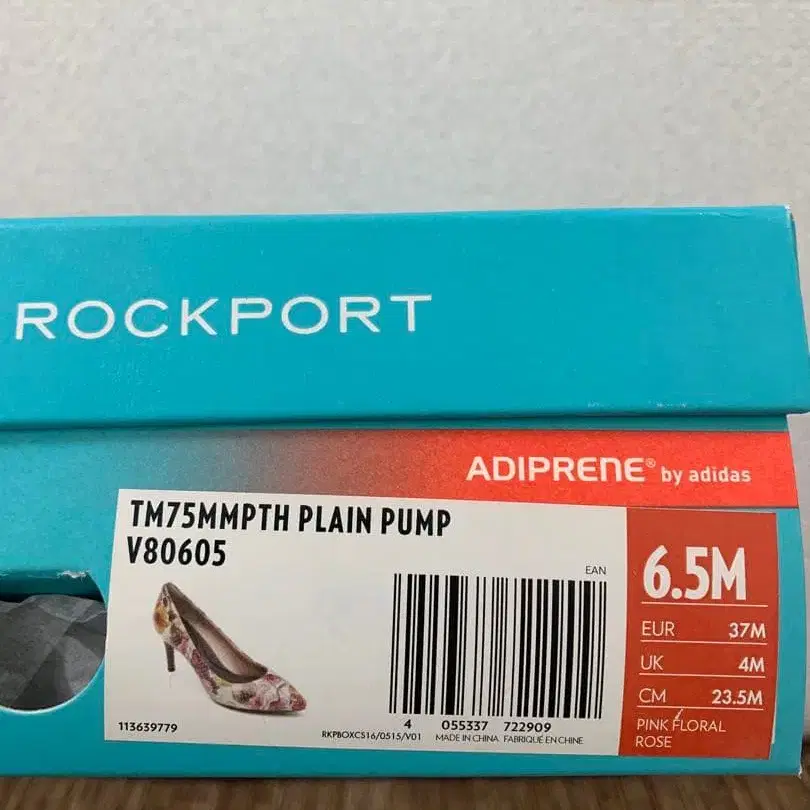 ROCKPORT
ADIPRENE® by adidas
TM75MMPTH PLAIN PUMP
V80605
EAN
6.5M
EUR 37M
UK 4M
CM 23.5M
PINK FLORAL
ROSE
4 055337 722909
113639779
RKPBOXCS16/0515/V01 MADE IN CHINA FABRIQUÉ EN CHINE